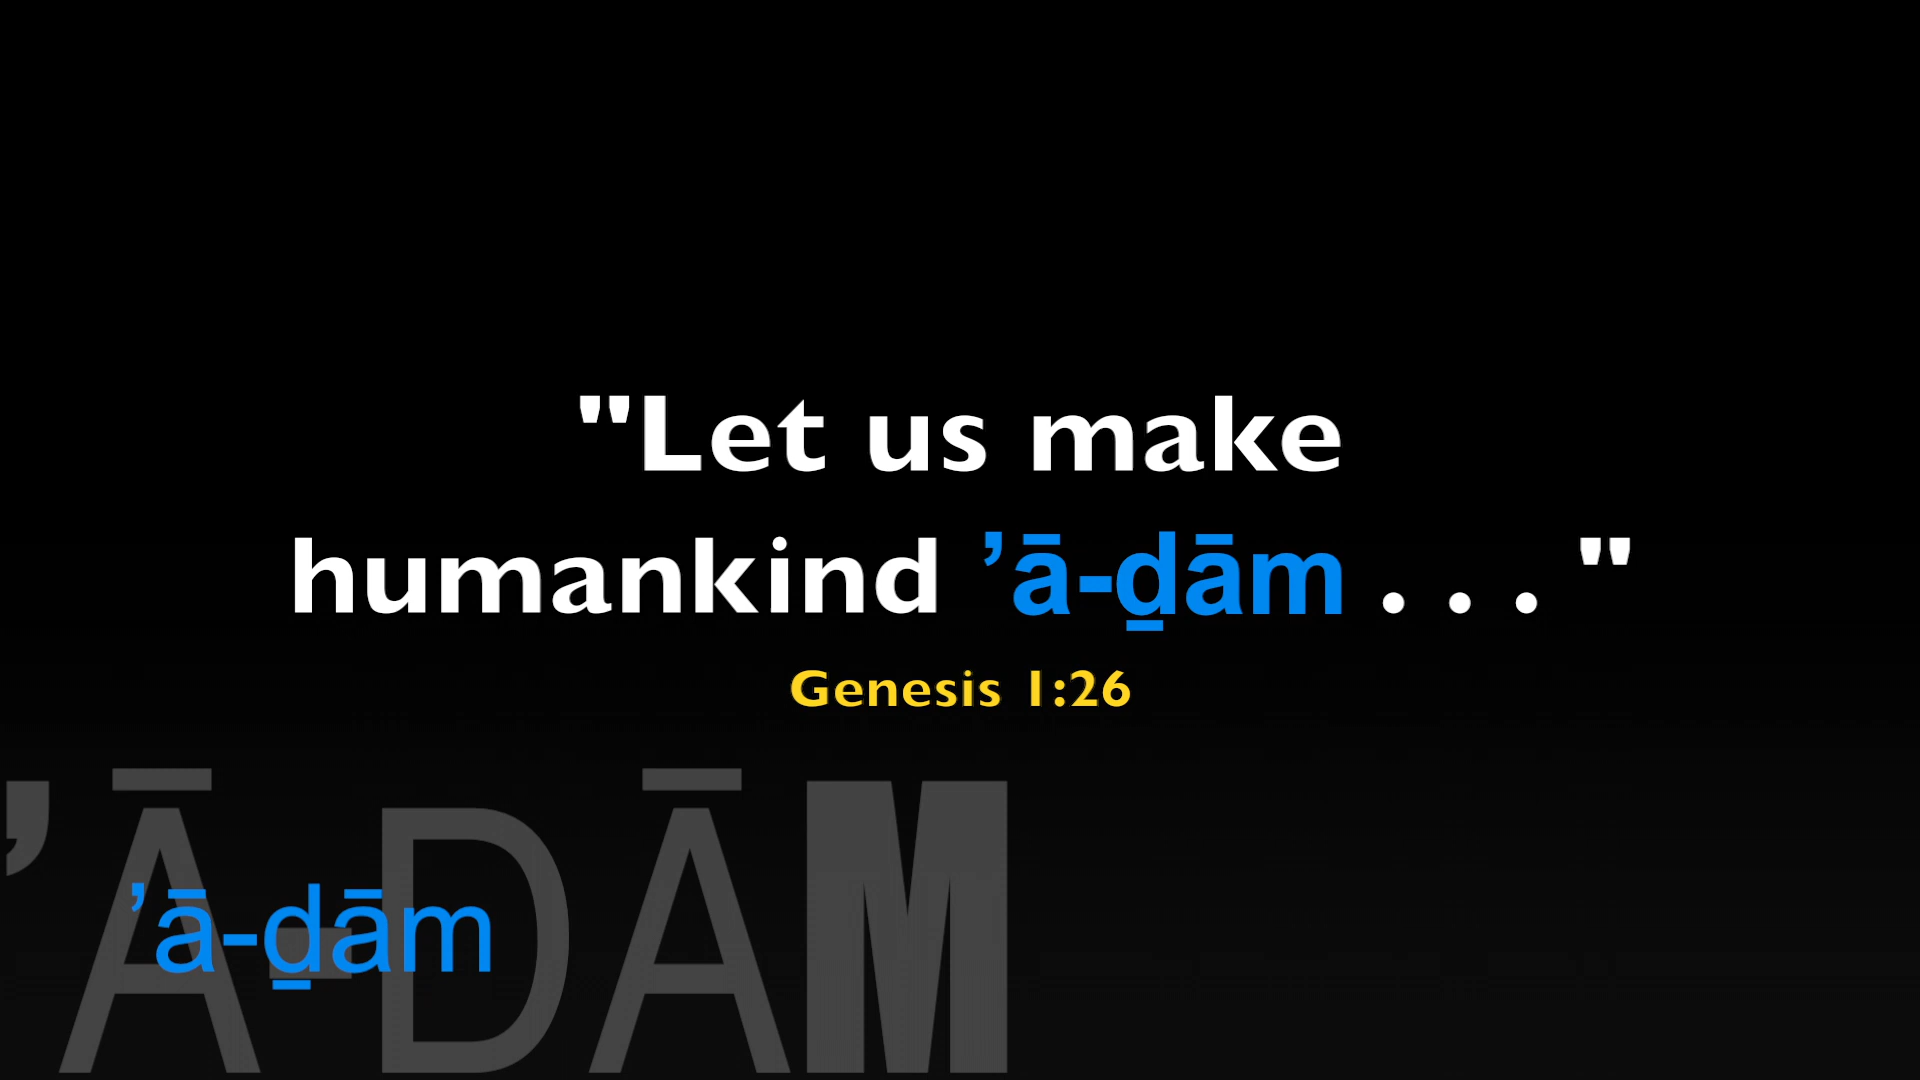 "Let us make
humankind ’ā-ḏām . . . "
Genesis 1:26
’Ā-DĀM
’ā-ḏām